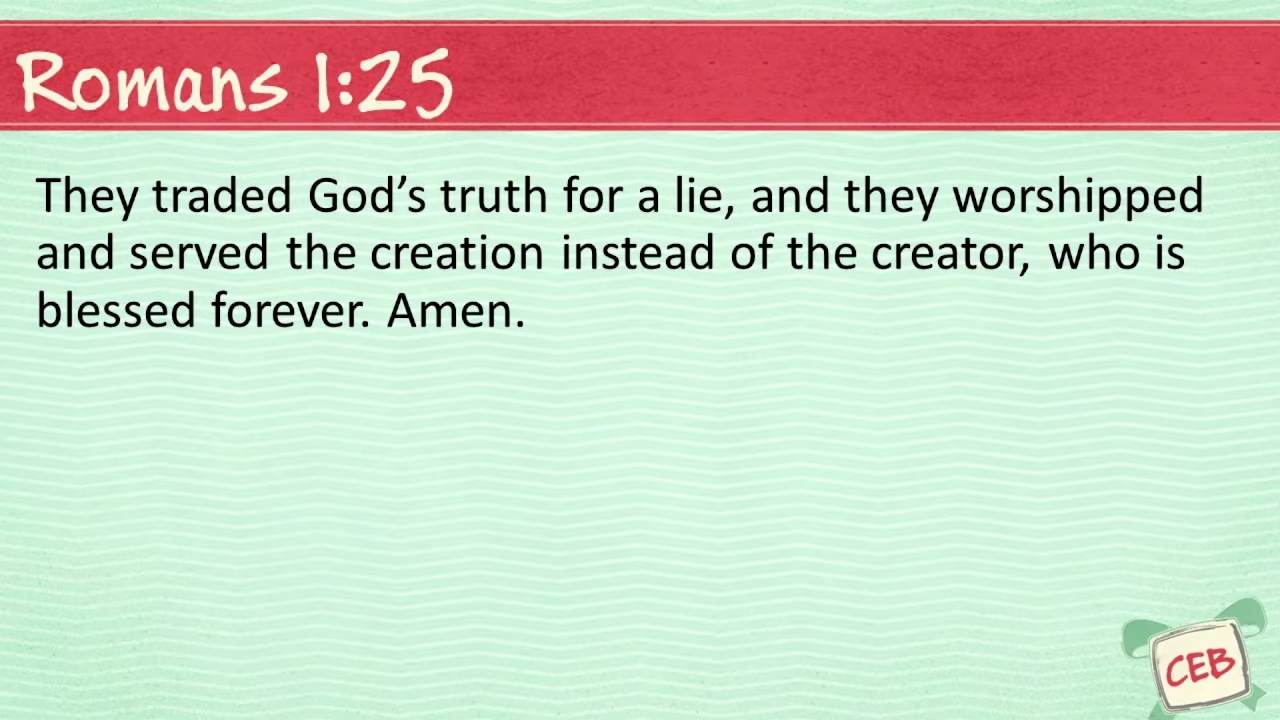 Romans 1:25
They traded God’s truth for a lie, and they worshipped
and served the creation instead of the creator, who is
blessed forever. Amen.
CEB